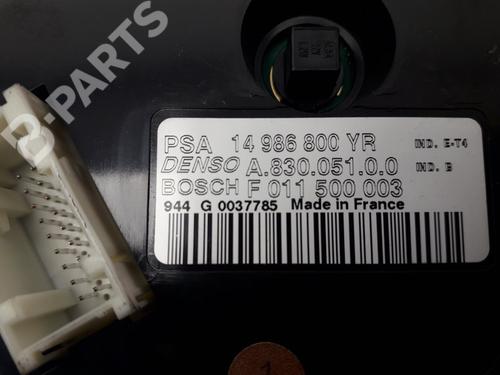 B-PARTS
PSA 14 986 800 YR IND. E-T4
DENSO A.830.051.0.0 IND. B
BOSCH F 011 500 003
944 G 0037785 Made in France
1